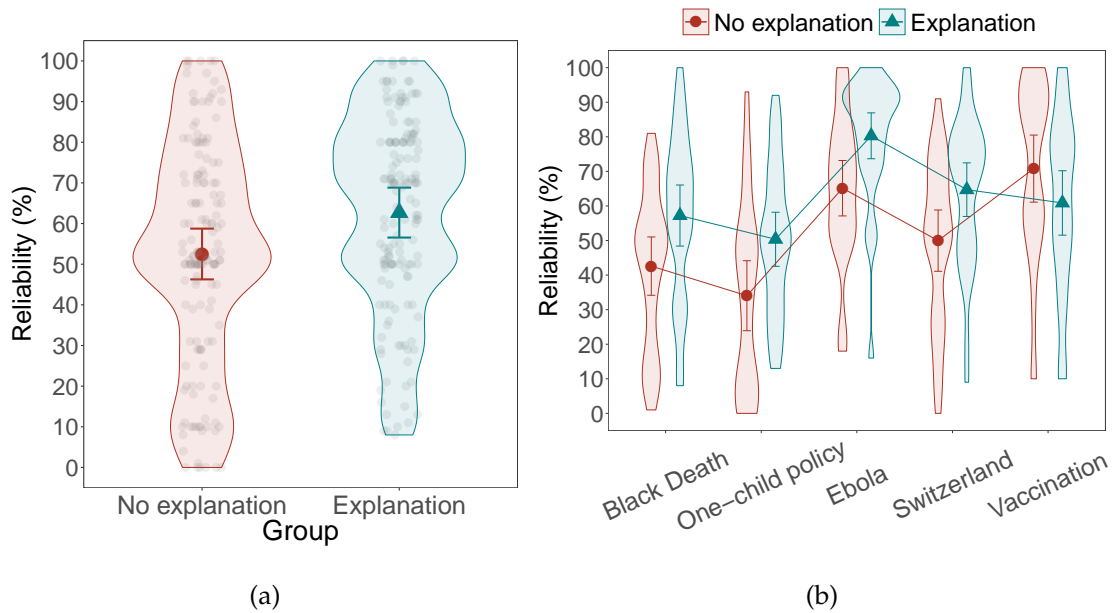 No explanation Explanation
Reliability (%)
100
90
80
70
60
50
40
30
20
10
0
No explanation Explanation
Group
(a)
Reliability (%)
100
90
80
70
60
50
40
30
20
10
0
Black Death
One−child policy
Ebola
Switzerland
Vaccination
(b)